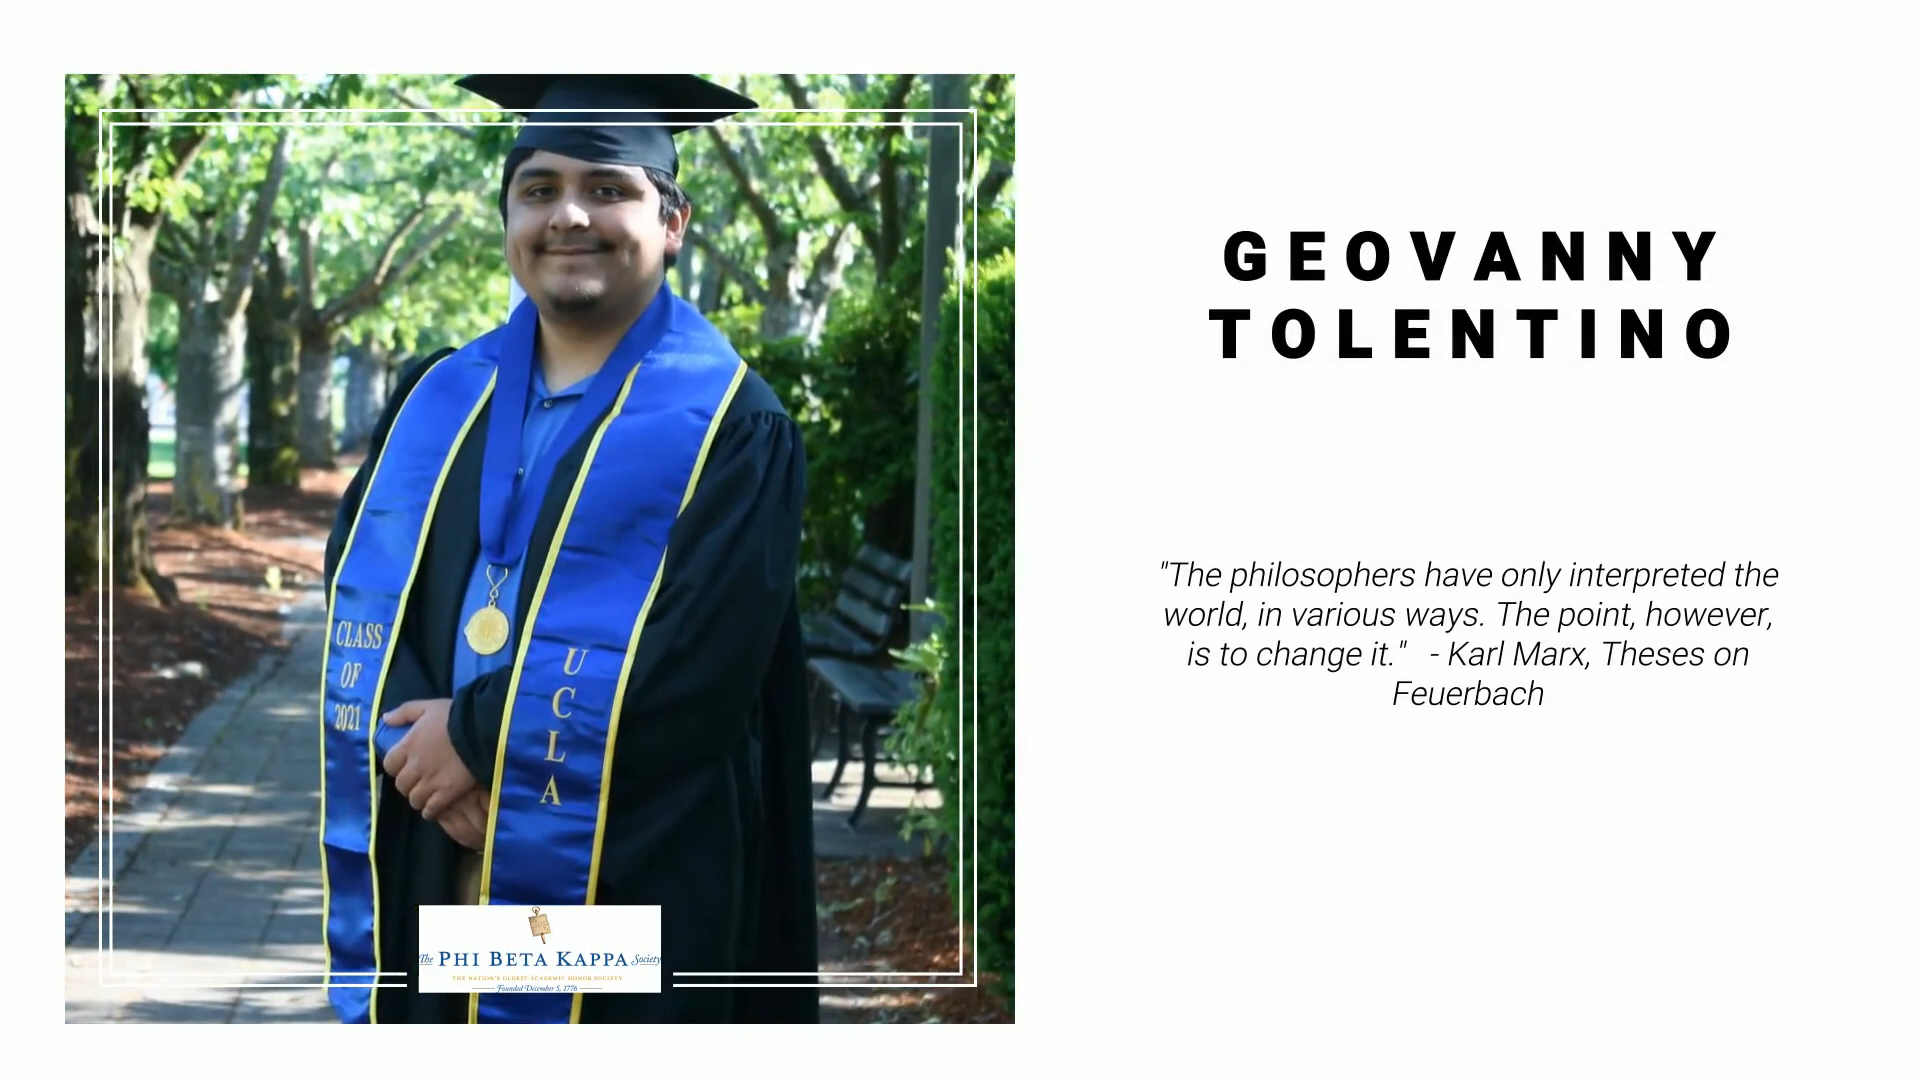 GEOVANNY
TOLENTINO
"The philosophers have only interpreted the
world, in various ways. The point, however,
is to change it."   - Karl Marx, Theses on
Feuerbach
CLASS
OF
2021
U
C
L
A
The PHI BETA KAPPA Society
THE NATION'S OLDEST ACADEMIC HONOR SOCIETY
Founded December 5, 1776